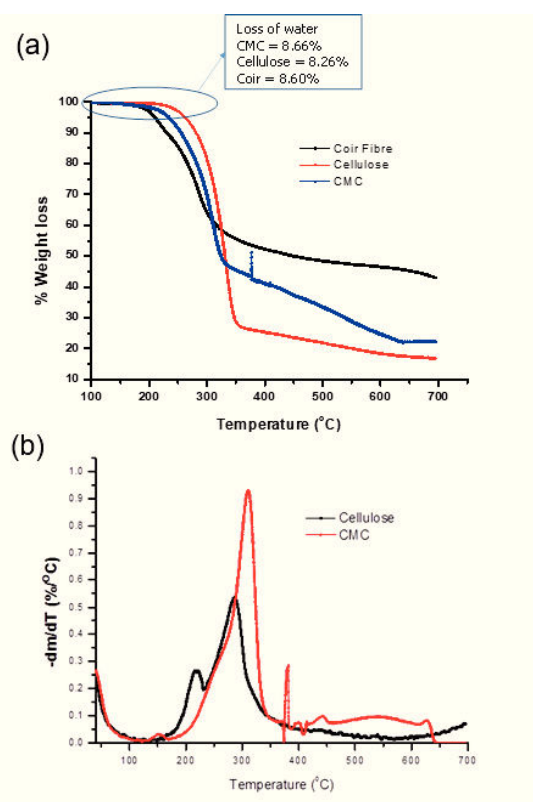 (a)
Loss of water
CMC = 8.66%
Cellulose = 8.26%
Coir = 8.60%
100
90
80
70
60
50
40
30
20
10
% Weight loss
Coir Fibre
Cellulose
CMC
100 200 300 400 500 600 700
Temperature (°C)
(b)
1.0
0.9
0.8
0.7
0.6
0.5
0.4
0.3
0.2
0.1
0.0
-dm/dT (%/°C)
Cellulose
CMC
100 200 300 400 500 600 700
Temperature (°C)